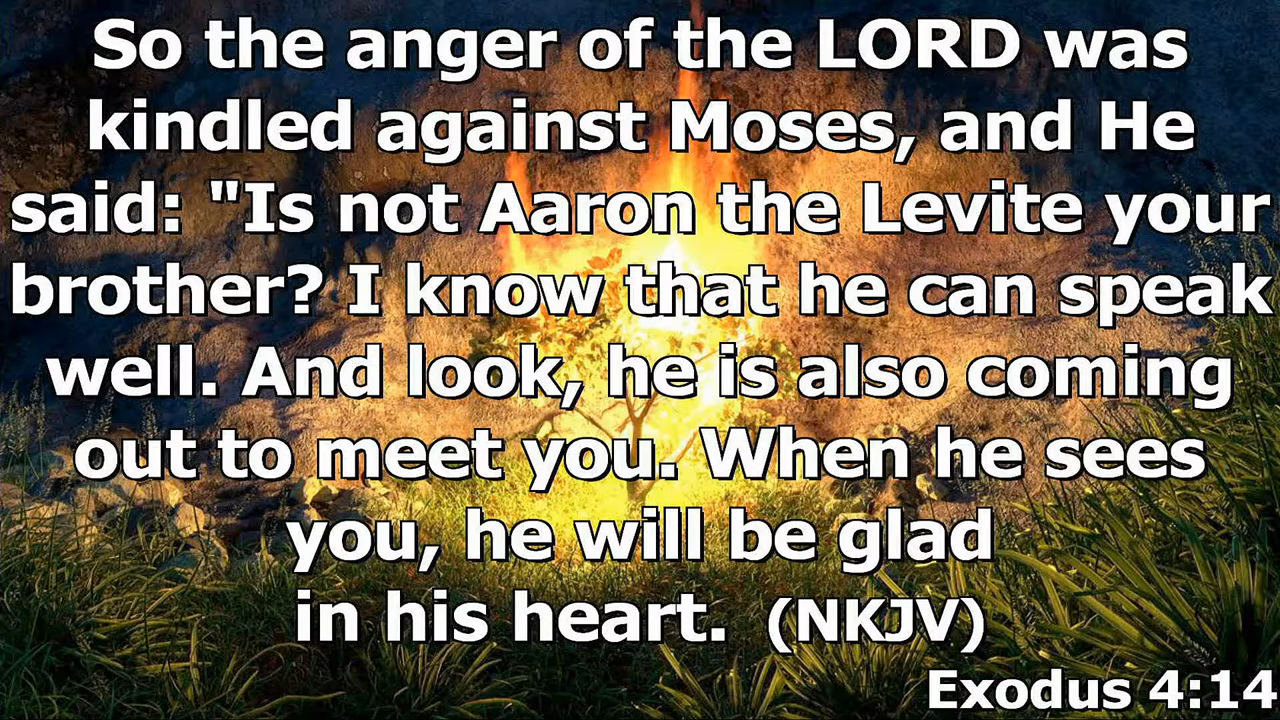 So the anger of the LORD was
kindled against Moses, and He
said: "Is not Aaron the Levite your
brother? I know that he can speak
well. And look, he is also coming
out to meet you. When he sees
you, he will be glad
in his heart.  (NKJV)
Exodus 4:14